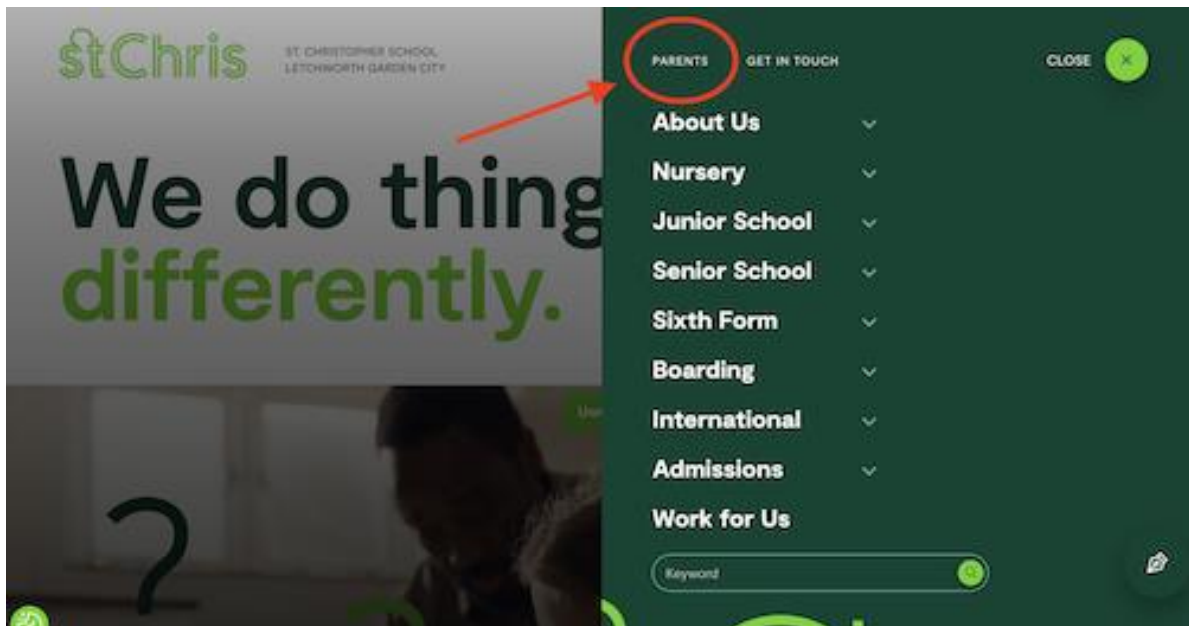 stChris
ST. CHRISTOPHER SCHOOL,
LETCHWORTH GARDEN CITY
We do thing
differently.
?
PARENTS GET IN TOUCH CLOSE
About Us
Nursery
Junior School
Senior School
Sixth Form
Boarding
International
Admissions
Work for Us
Keyword